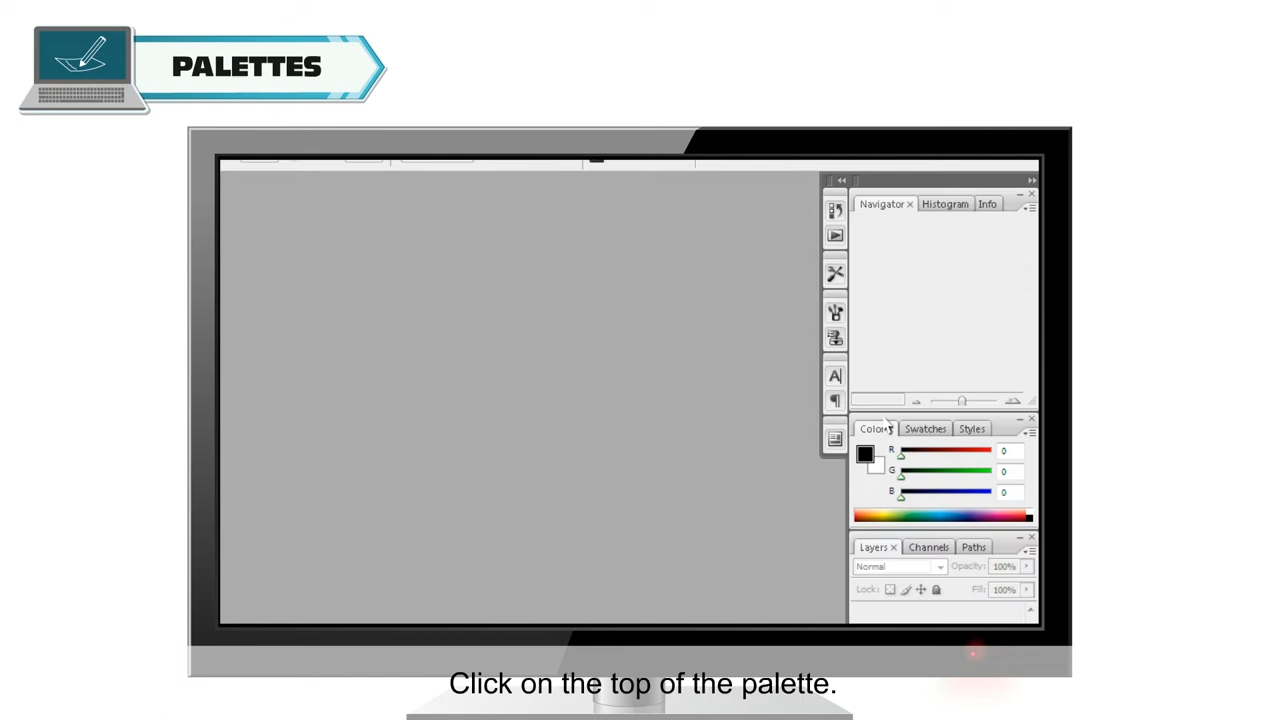 PALETTES
Navigator Histogram Info
Color Swatches Styles
R 0
G 0
B 0
Layers Channels Paths
Normal Opacity: 100%
Lock: Fill: 100%
Click on the top of the palette.